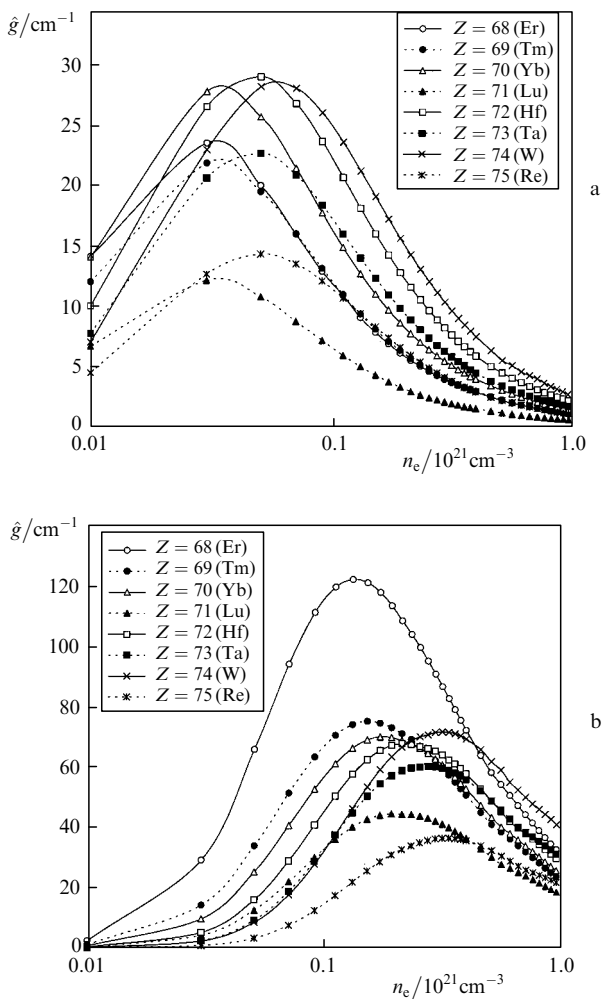 ĝ/cm⁻¹
Z = 68 (Er)
Z = 69 (Tm)
Z = 70 (Yb)
Z = 71 (Lu)
Z = 72 (Hf)
Z = 73 (Ta)
Z = 74 (W)
Z = 75 (Re)
30
25
20
15
10
5
0
0.01
0.1
1.0
nₑ/10²¹cm⁻³
a
ĝ/cm⁻¹
Z = 68 (Er)
Z = 69 (Tm)
Z = 70 (Yb)
Z = 71 (Lu)
Z = 72 (Hf)
Z = 73 (Ta)
Z = 74 (W)
Z = 75 (Re)
120
100
80
60
40
20
0
0.01
0.1
1.0
nₑ/10²¹cm⁻³
b